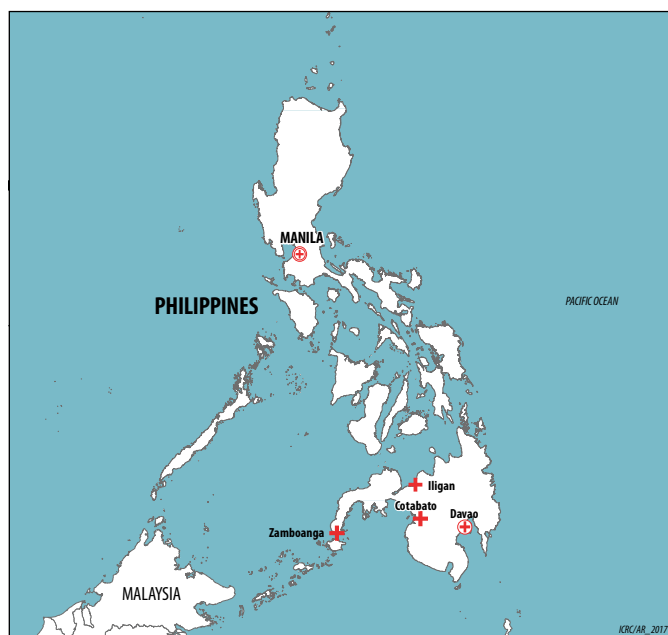 MANILA
PHILIPPINES
PACIFIC OCEAN
Iligan
Cotabato
Davao
Zamboanga
MALAYSIA
ICRC/AR_2017